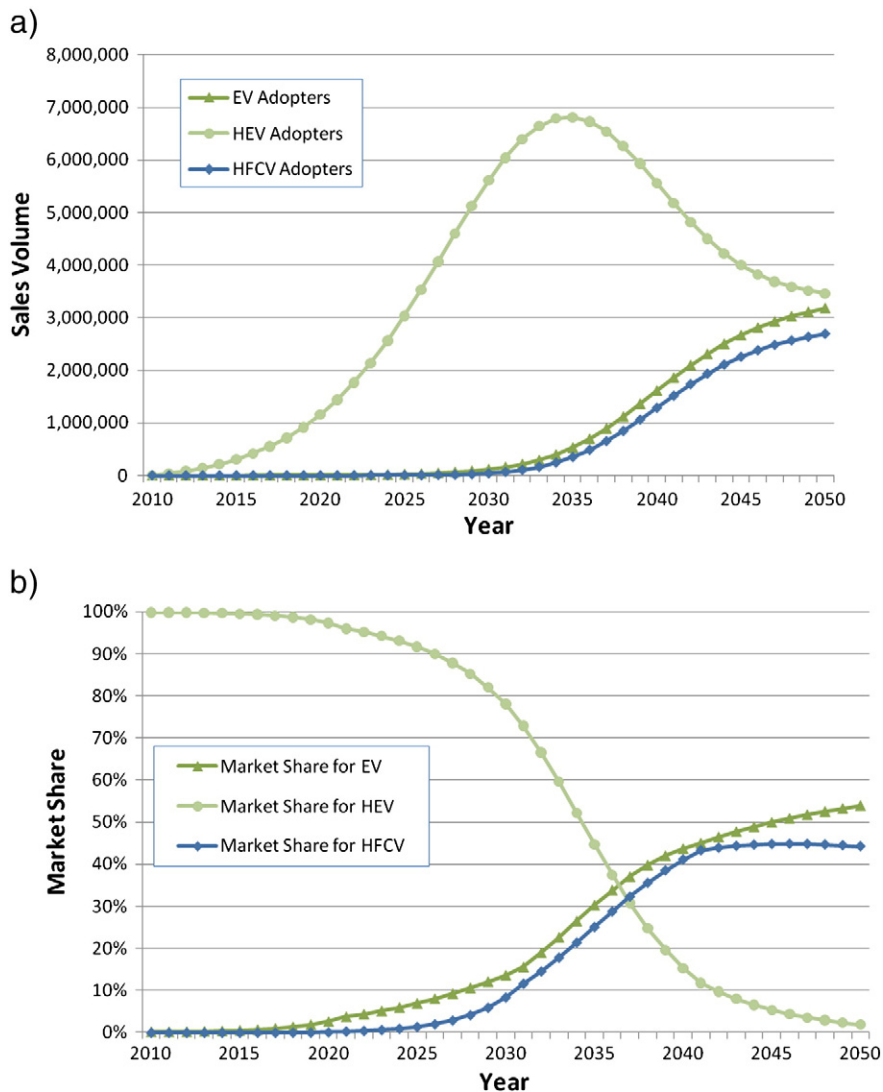 a)
8,000,000
7,000,000
6,000,000
5,000,000
4,000,000
3,000,000
2,000,000
1,000,000
0
Sales Volume
EV Adopters
HEV Adopters
HFCV Adopters
2010 2015 2020 2025 2030 2035 2040 2045 2050
Year
b)
100%
90%
80%
70%
60%
50%
40%
30%
20%
10%
0%
Market Share
Market Share for EV
Market Share for HEV
Market Share for HFCV
2010 2015 2020 2025 2030 2035 2040 2045 2050
Year